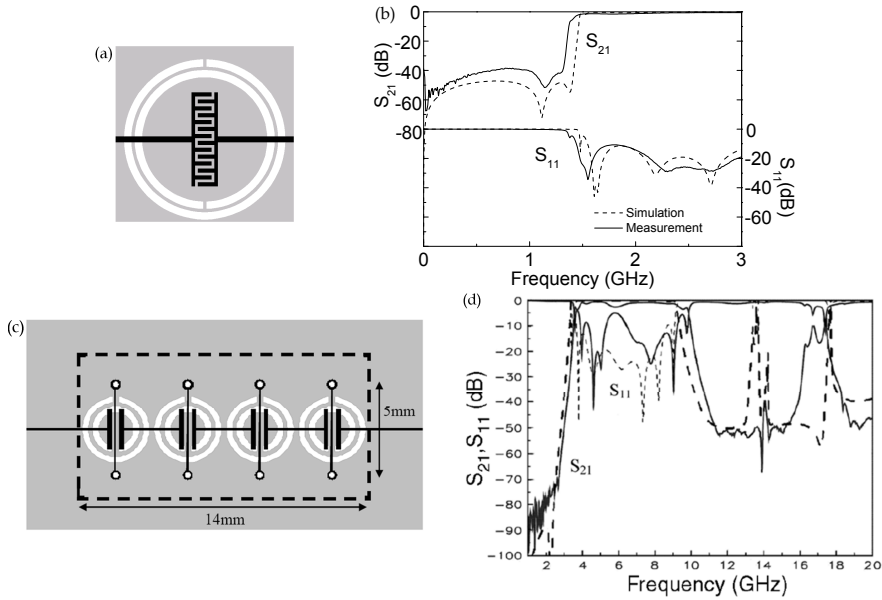 (a)
(b)
0
-20
-40
-60
-80
S21 (dB)
S21
S11
0
-20
-40
-60
S11 (dB)
Simulation
Measurement
0 1 2 3
Frequency (GHz)
(c)
5mm
14mm
(d)
0
-10
-20
-30
-40
-50
-60
-70
-80
-90
-100
S21,S11 (dB)
S11
S21
2 4 6 8 10 12 14 16 18 20
Frequency (GHz)